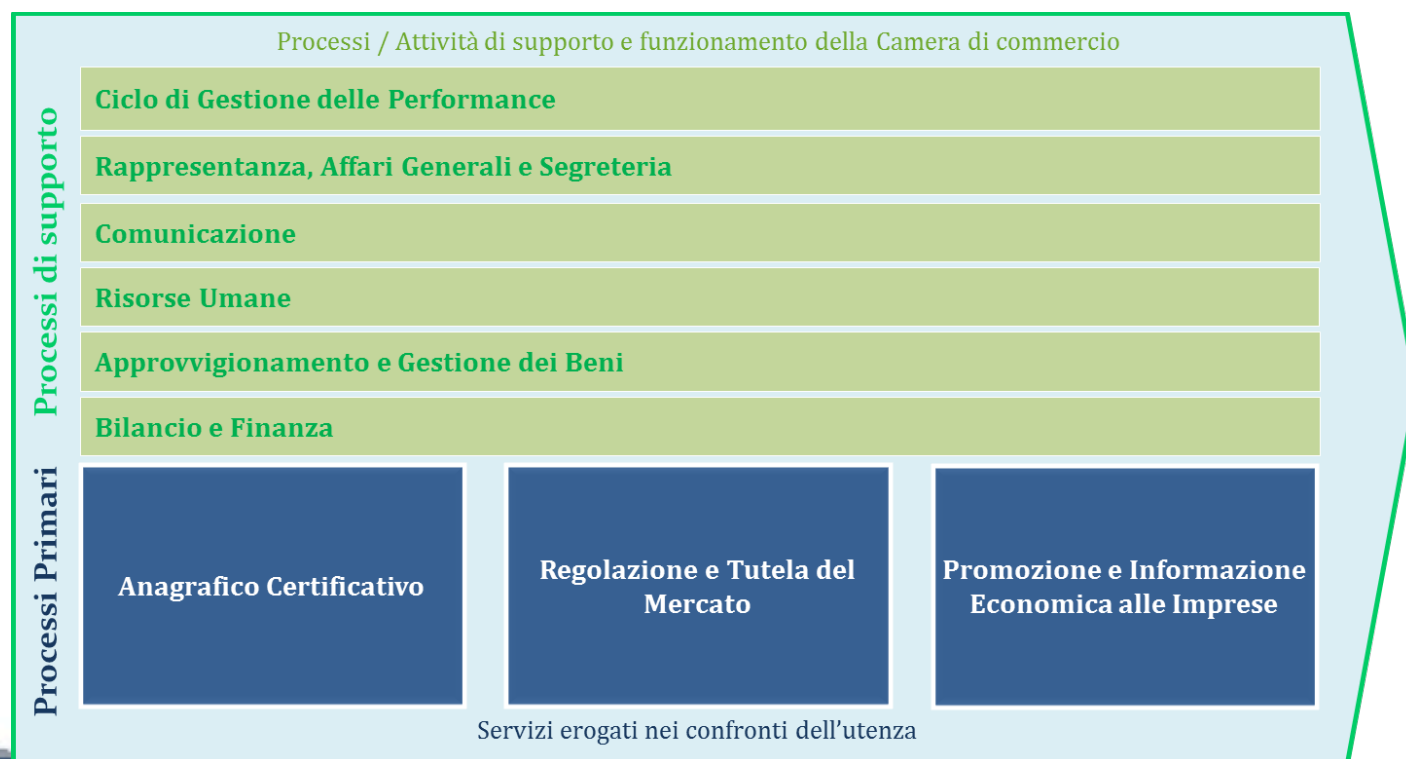 Processi / Attività di supporto e funzionamento della Camera di commercio
Processi di supporto
Ciclo di Gestione delle Performance
Rappresentanza, Affari Generali e Segreteria
Comunicazione
Risorse Umane
Approvvigionamento e Gestione dei Beni
Bilancio e Finanza
Processi Primari
Anagrafico Certificativo
Regolazione e Tutela del
Mercato
Promozione e Informazione
Economica alle Imprese
Servizi erogati nei confronti dell'utenza